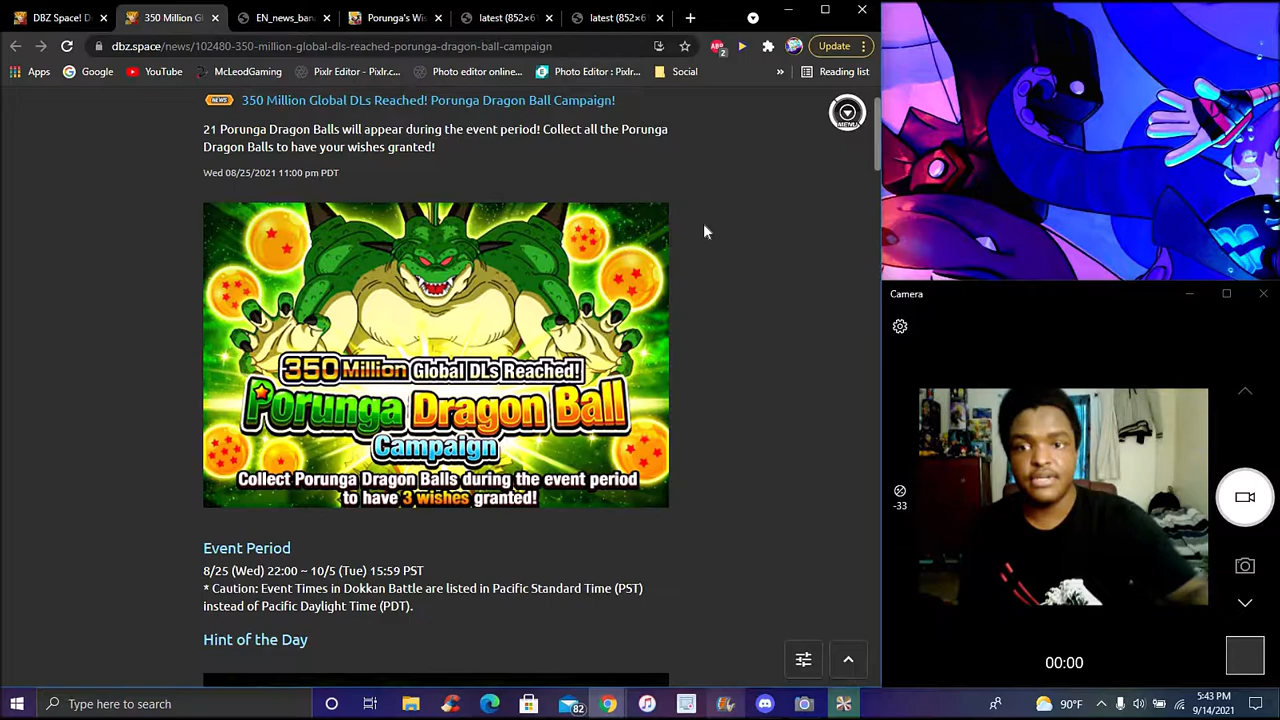 DBZ Space! D
350 Million Gl
EN_news_ban
Porunga's Wis
latest (852×6
latest (852×6
dbz.space/news/102480-350-million-global-dls-reached-porunga-dragon-ball-campaign
2
Update
Apps
Google
YouTube
McLeodGaming
Pixlr Editor - Pixlr.c...
Photo editor online...
Photo Editor : Pixlr...
Social
»
Reading list
NEWS 350 Million Global DLs Reached! Porunga Dragon Ball Campaign!
MENU
21 Porunga Dragon Balls will appear during the event period! Collect all the Porunga
Dragon Balls to have your wishes granted!
Wed 08/25/2021 11:00 pm PDT
350 Million Global DLs Reached!
Porunga Dragon Ball
Campaign
Collect Porunga Dragon Balls during the event period
to have 3 wishes granted!
Event Period
8/25 (Wed) 22:00 ~ 10/5 (Tue) 15:59 PST
* Caution: Event Times in Dokkan Battle are listed in Pacific Standard Time (PST)
instead of Pacific Daylight Time (PDT).
Hint of the Day
Camera
-33
00:00
Type here to search
82
90°F
5:43 PM
9/14/2021